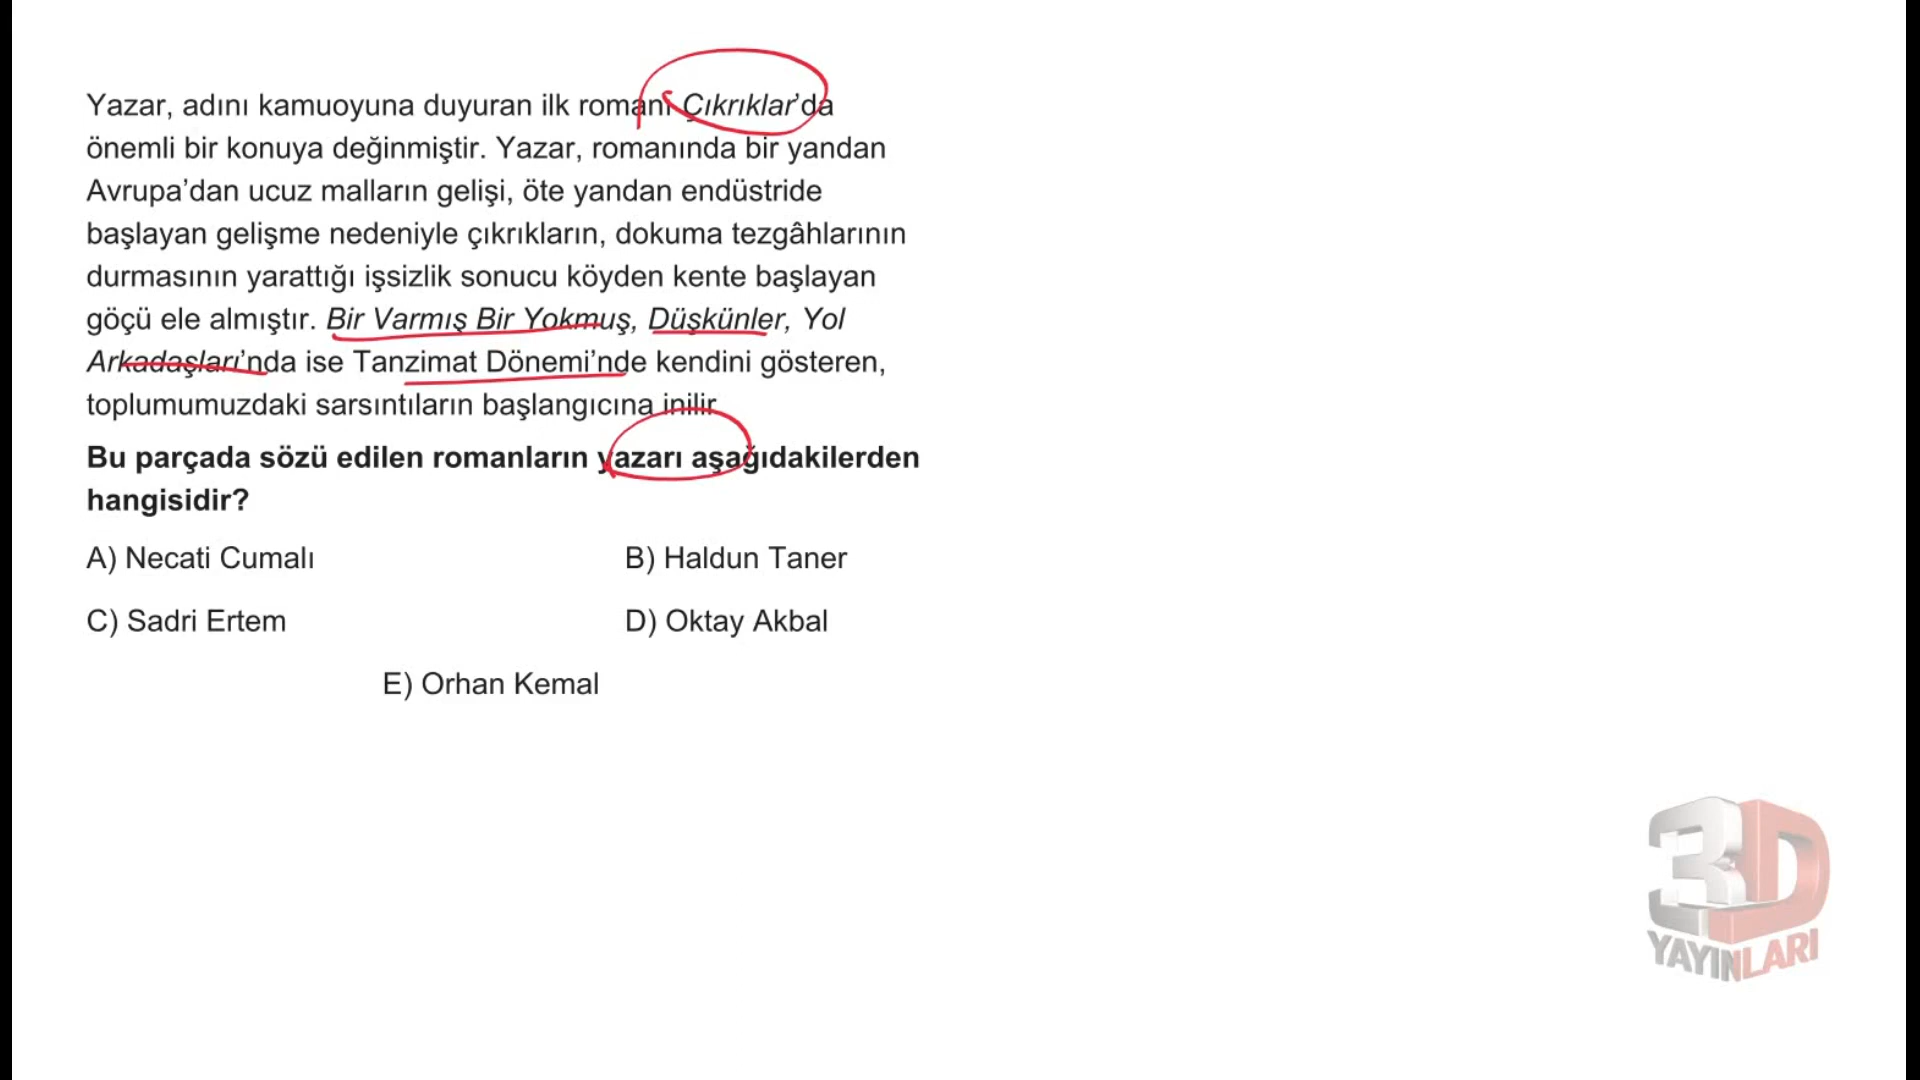 Yazar, adını kamuoyuna duyuran ilk romanı Çıkrıklar’da
önemli bir konuya değinmiştir. Yazar, romanında bir yandan
Avrupa’dan ucuz malların gelişi, öte yandan endüstride
başlayan gelişme nedeniyle çıkrıkların, dokuma tezgâhlarının
durmasının yarattığı işsizlik sonucu köyden kente başlayan
göçü ele almıştır. Bir Varmış Bir Yokmuş, Düşkünler, Yol
Arkadaşları’nda ise Tanzimat Dönemi’nde kendini gösteren,
toplumumuzdaki sarsıntıların başlangıcına inilir.
Bu parçada sözü edilen romanların yazarı aşağıdakilerden
hangisidir?
A) Necati Cumalı
B) Haldun Taner
C) Sadri Ertem
D) Oktay Akbal
E) Orhan Kemal
3D
YAYINLARI